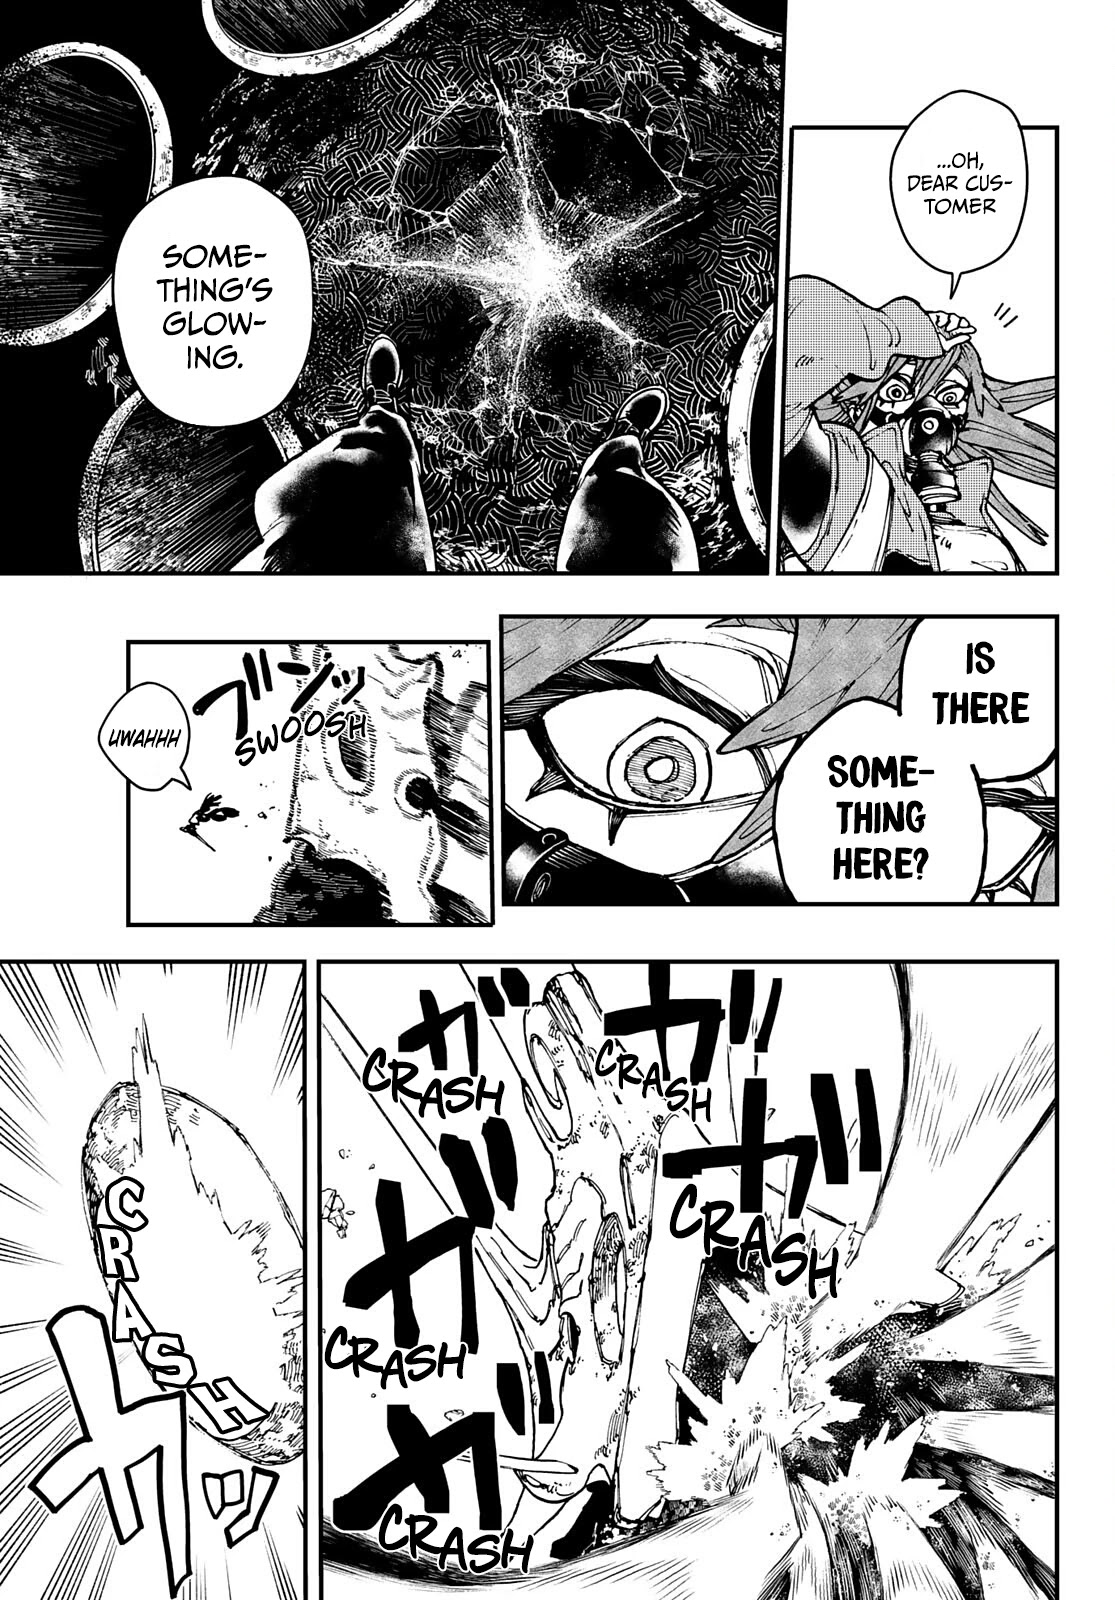 ...OH,
DEAR CUS-
TOMER
SOME-
THING'S
GLOW-
ING.
IS
THERE
SOME-
THING
HERE?
ブンッ
SWOOSH
UWAHHH
ガッ
CRASH
ガ
CRASH
ガッ
CRASH
ガ
CRASH
ガ
CRASH
ガッ
CRASH